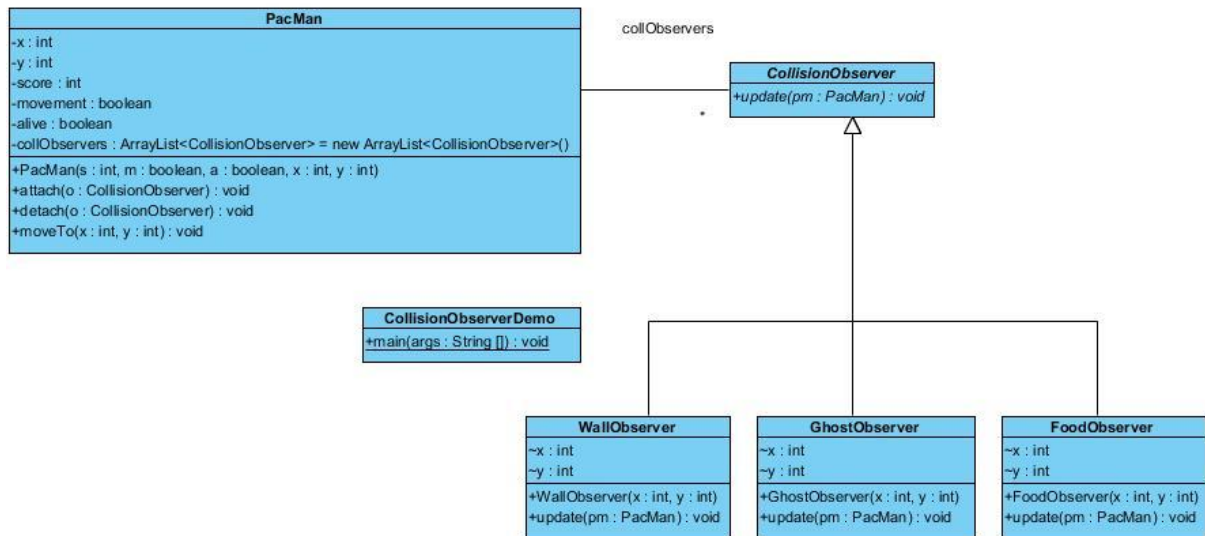 PacMan
-x : int
-y : int
-score : int
-movement : boolean
-alive : boolean
-collObservers : ArrayList<CollisionObserver> = new ArrayList<CollisionObserver>()
+PacMan(s : int, m : boolean, a : boolean, x : int, y : int)
+attach(o : CollisionObserver) : void
+detach(o : CollisionObserver) : void
+moveTo(x : int, y : int) : void
collObservers
*
CollisionObserver
+update(pm : PacMan) : void
CollisionObserverDemo
+main(args : String []) : void
WallObserver
~x : int
~y : int
+WallObserver(x : int, y : int)
+update(pm : PacMan) : void
GhostObserver
~x : int
~y : int
+GhostObserver(x : int, y : int)
+update(pm : PacMan) : void
FoodObserver
~x : int
~y : int
+FoodObserver(x : int, y : int)
+update(pm : PacMan) : void